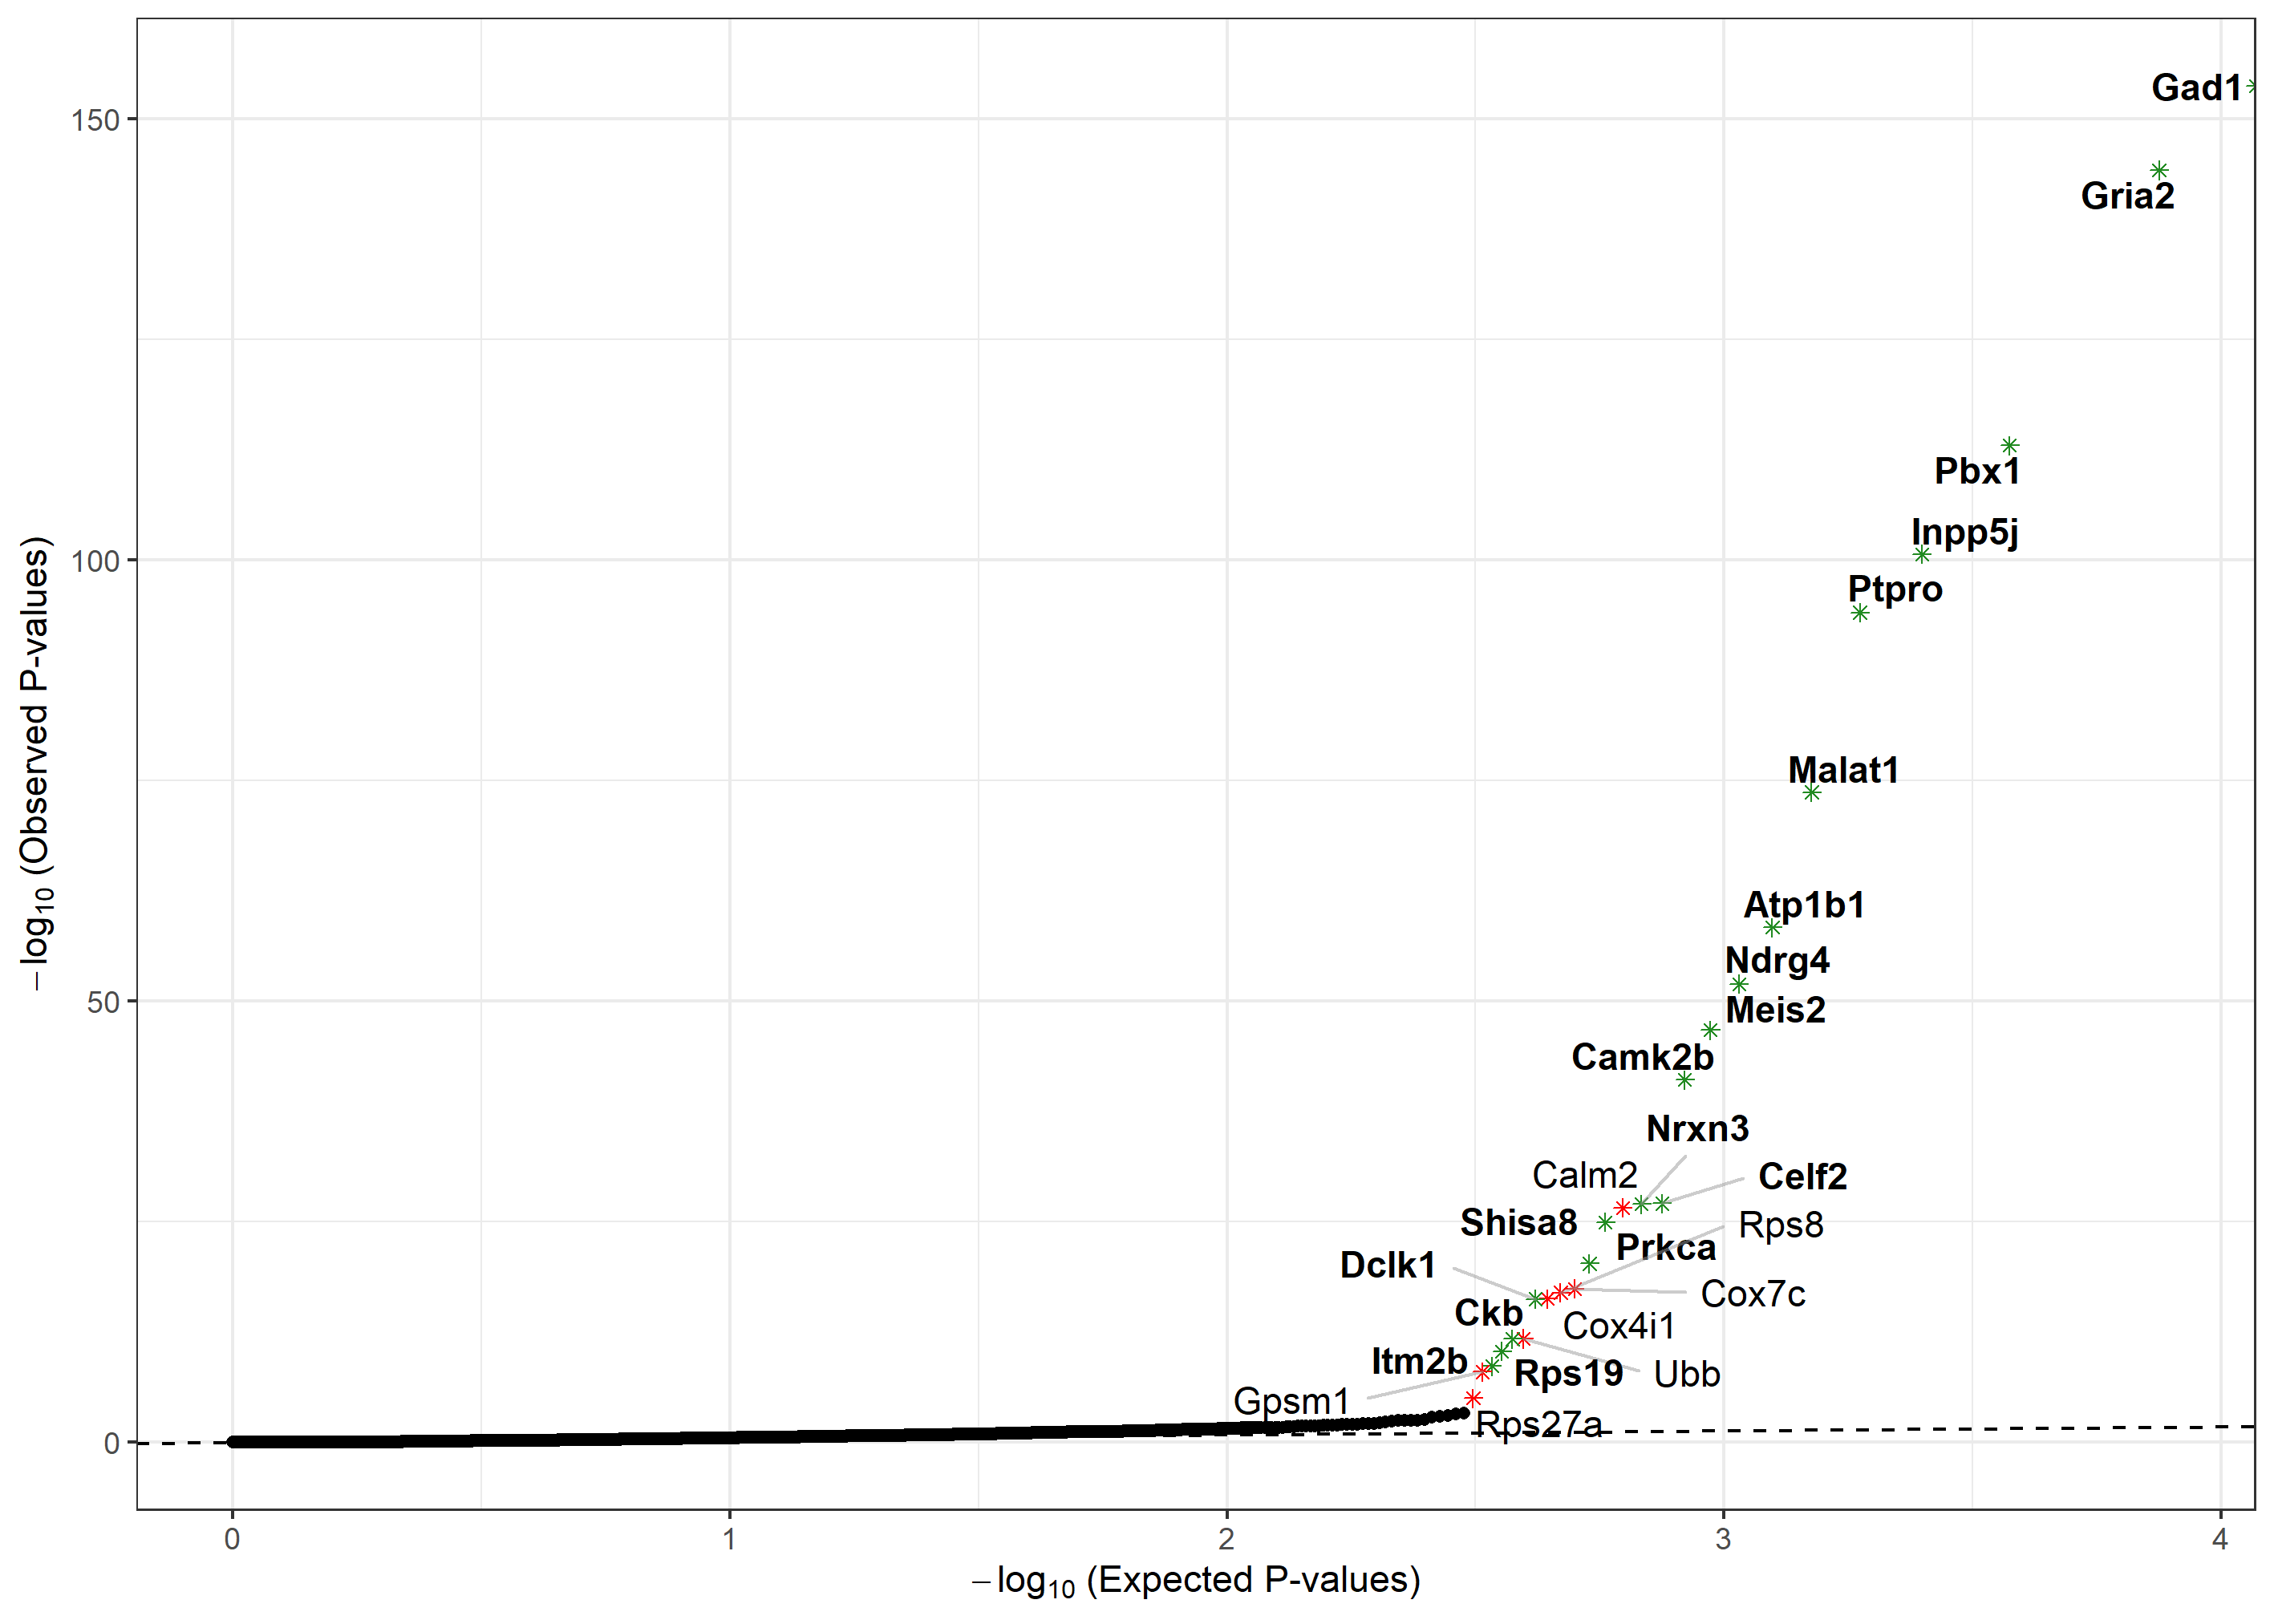 Gad1
150
Gria2
Pbx1
Inpp5j
100
Ptpro
Malat1
Atp1b1
Ndrg4
50
Meis2
Camk2b
Nrxn3
Calm2
Celf2
Shisa8
Rps8
Prkca
Dclk1
Cox7c
Ckb
Cox4i1
Itm2b
Rps19
Ubb
Gpsm1
Rps27a
0
0 1 2 3 4
−log₁₀ (Expected P-values)
−log₁₀ (Observed P-values)